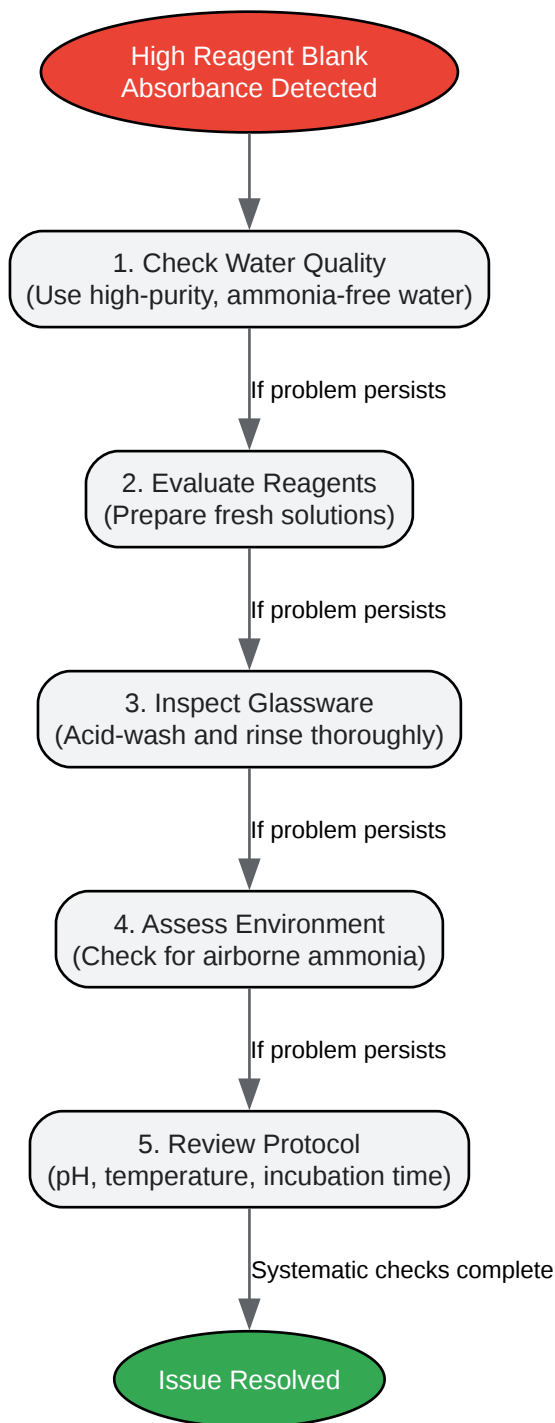 High Reagent Blank
Absorbance Detected
1. Check Water Quality
(Use high-purity, ammonia-free water)
If problem persists
2. Evaluate Reagents
(Prepare fresh solutions)
If problem persists
3. Inspect Glassware
(Acid-wash and rinse thoroughly)
If problem persists
4. Assess Environment
(Check for airborne ammonia)
If problem persists
5. Review Protocol
(pH, temperature, incubation time)
Systematic checks complete
Issue Resolved